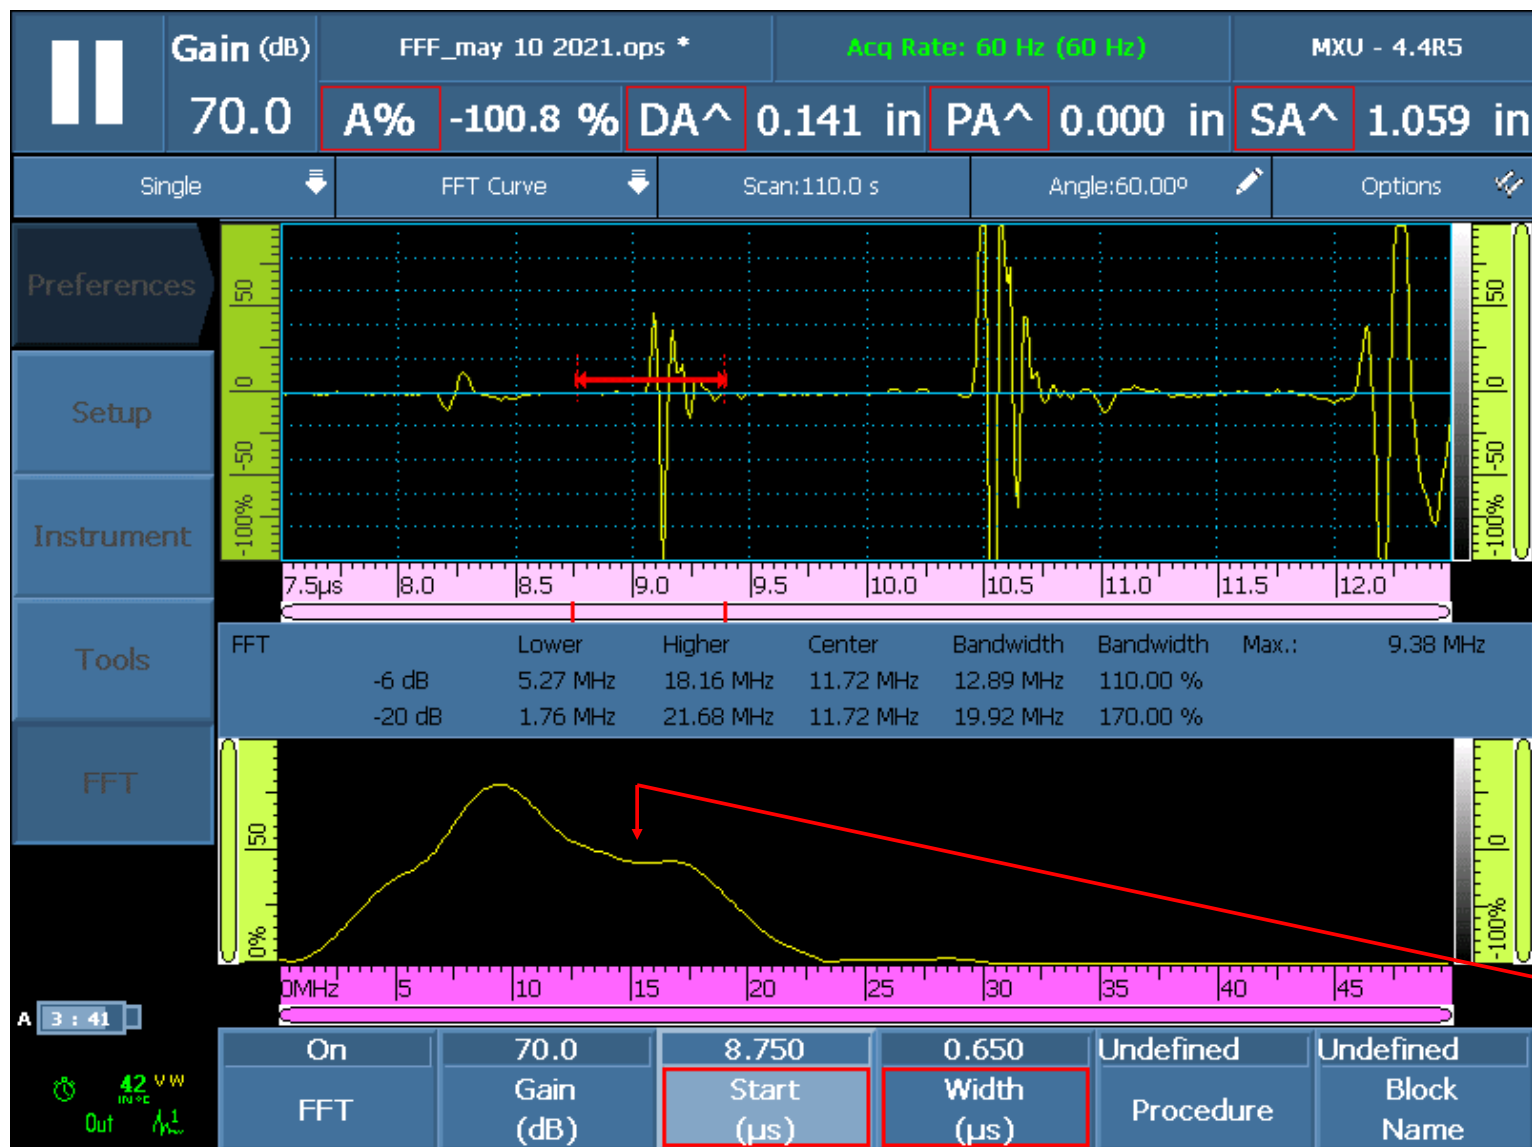 Gain (dB)
70.0
FFF_may 10 2021.ops *
Acq Rate: 60 Hz (60 Hz)
MXU - 4.4R5
A% -100.8 % DA^ 0.141 in PA^ 0.000 in SA^ 1.059 in
Single FFT Curve Scan:110.0 s Angle:60.00º Options
Preferences
Setup
Instrument
Tools
FFT
50
0
-50
-100%
50
0
-50
-100%
7.5µs 8.0 8.5 9.0 9.5 10.0 10.5 11.0 11.5 12.0
FFT Lower Higher Center Bandwidth Bandwidth Max.: 9.38 MHz
-6 dB 5.27 MHz 18.16 MHz 11.72 MHz 12.89 MHz 110.00 %
-20 dB 1.76 MHz 21.68 MHz 11.72 MHz 19.92 MHz 170.00 %
50
0%
0
-100%
0MHz 5 10 15 20 25 30 35 40 45
A 3 : 41
42 V W
IN °C
Out 1
On 70.0 8.750 0.650 Undefined Undefined
FFT
Gain
(dB)
Start
(µs)
Width
(µs)
Procedure
Block
Name